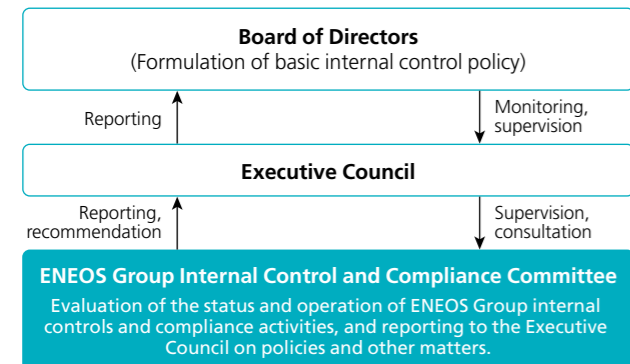 Board of Directors
(Formulation of basic internal control policy)
Reporting
Monitoring,
supervision
Executive Council
Reporting,
recommendation
Supervision,
consultation
ENEOS Group Internal Control and Compliance Committee
Evaluation of the status and operation of ENEOS Group internal
controls and compliance activities, and reporting to the Executive
Council on policies and other matters.